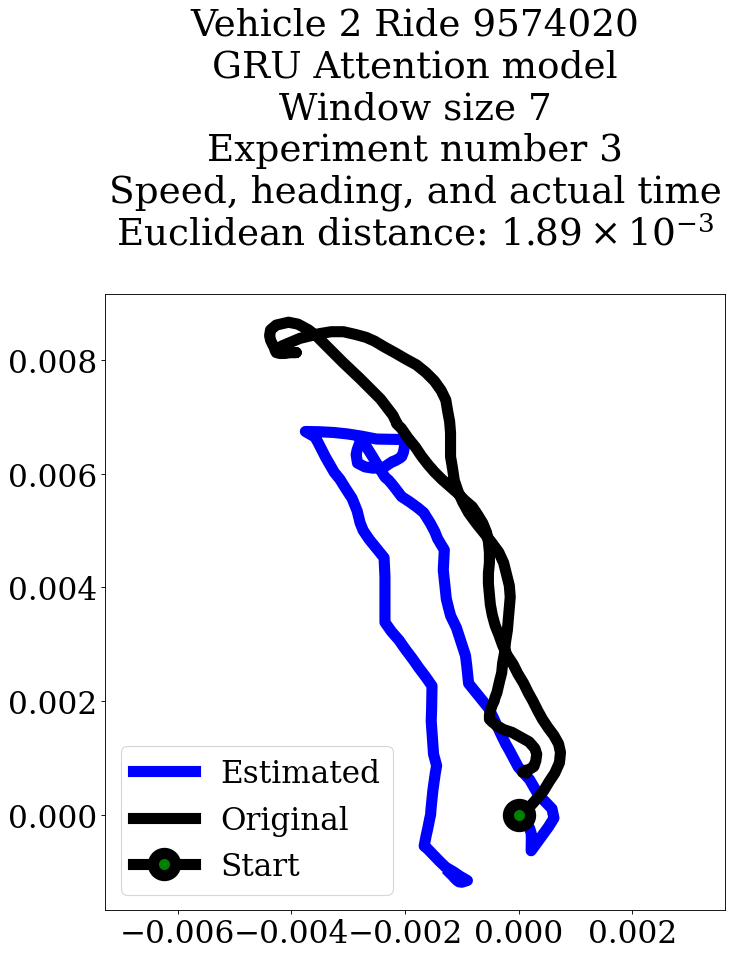 Vehicle 2 Ride 9574020
GRU Attention model
Window size 7
Experiment number 3
Speed, heading, and actual time
Euclidean distance: 1.89 × 10⁻³
0.008
0.006
0.004
0.002
0.000
Estimated
Original
Start
−0.006 −0.004 −0.002 0.000 0.002